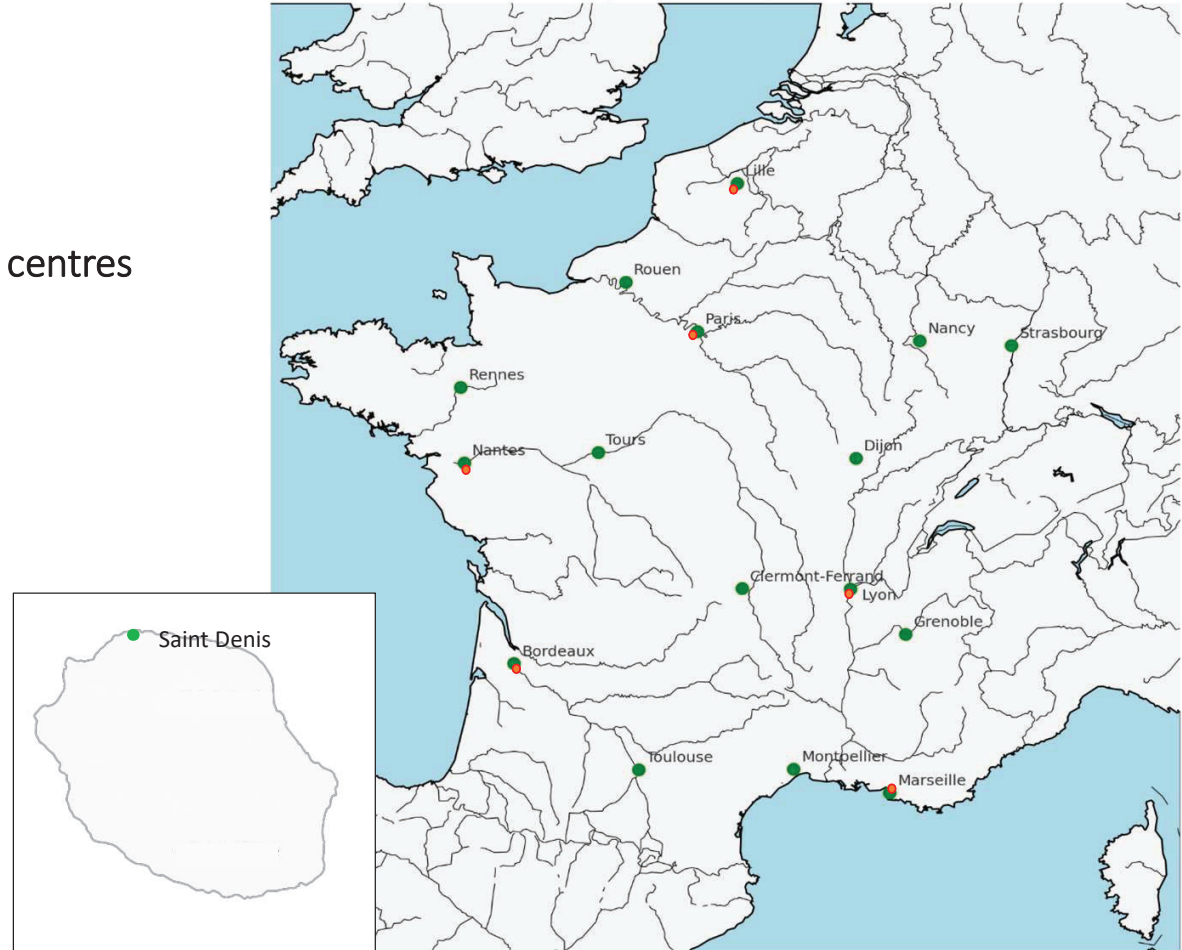 centres
Lille
Rouen
Paris
Nancy
Strasbourg
Rennes
Tours
Nantes
Dijon
Clermont-Ferrand
Lyon
Grenoble
Saint Denis
Bordeaux
Toulouse
Montpellier
Marseille